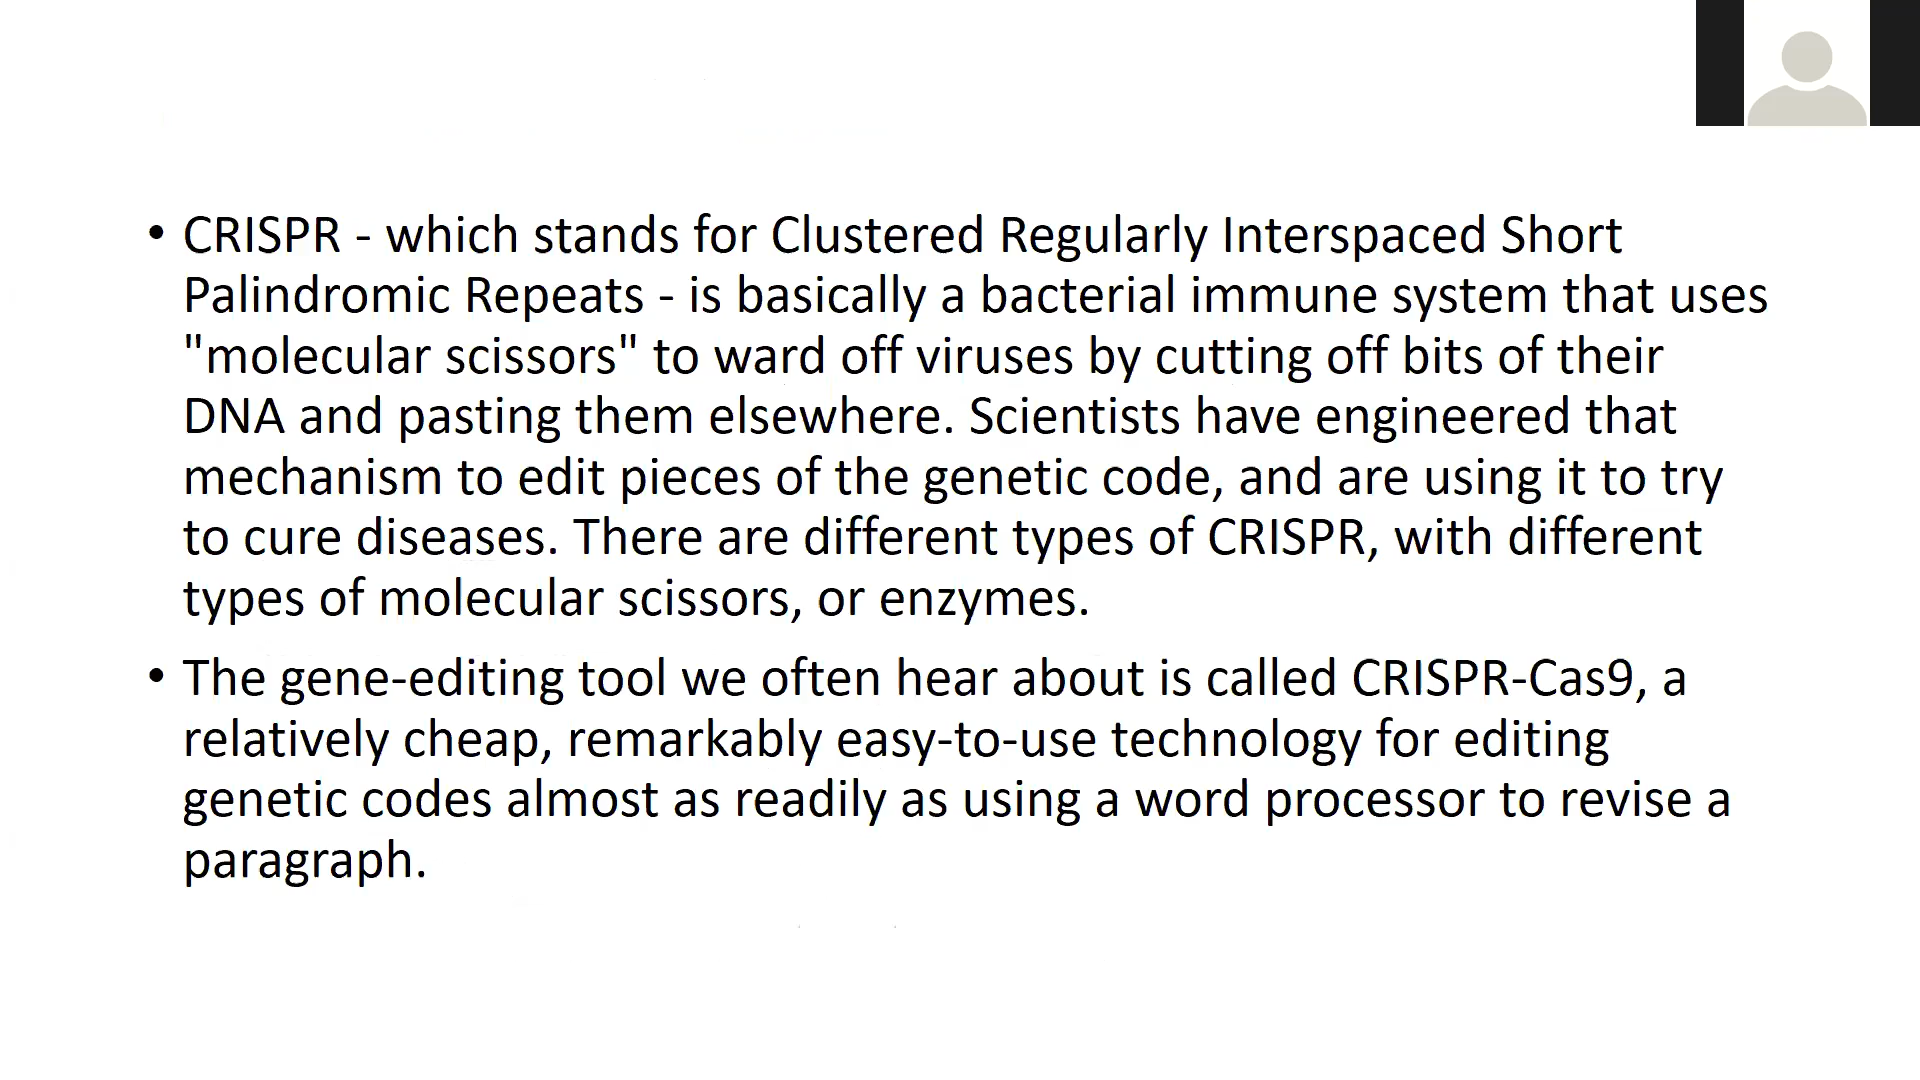 • CRISPR - which stands for Clustered Regularly Interspaced Short
Palindromic Repeats - is basically a bacterial immune system that uses
"molecular scissors" to ward off viruses by cutting off bits of their
DNA and pasting them elsewhere. Scientists have engineered that
mechanism to edit pieces of the genetic code, and are using it to try
to cure diseases. There are different types of CRISPR, with different
types of molecular scissors, or enzymes.
• The gene-editing tool we often hear about is called CRISPR-Cas9, a
relatively cheap, remarkably easy-to-use technology for editing
genetic codes almost as readily as using a word processor to revise a
paragraph.